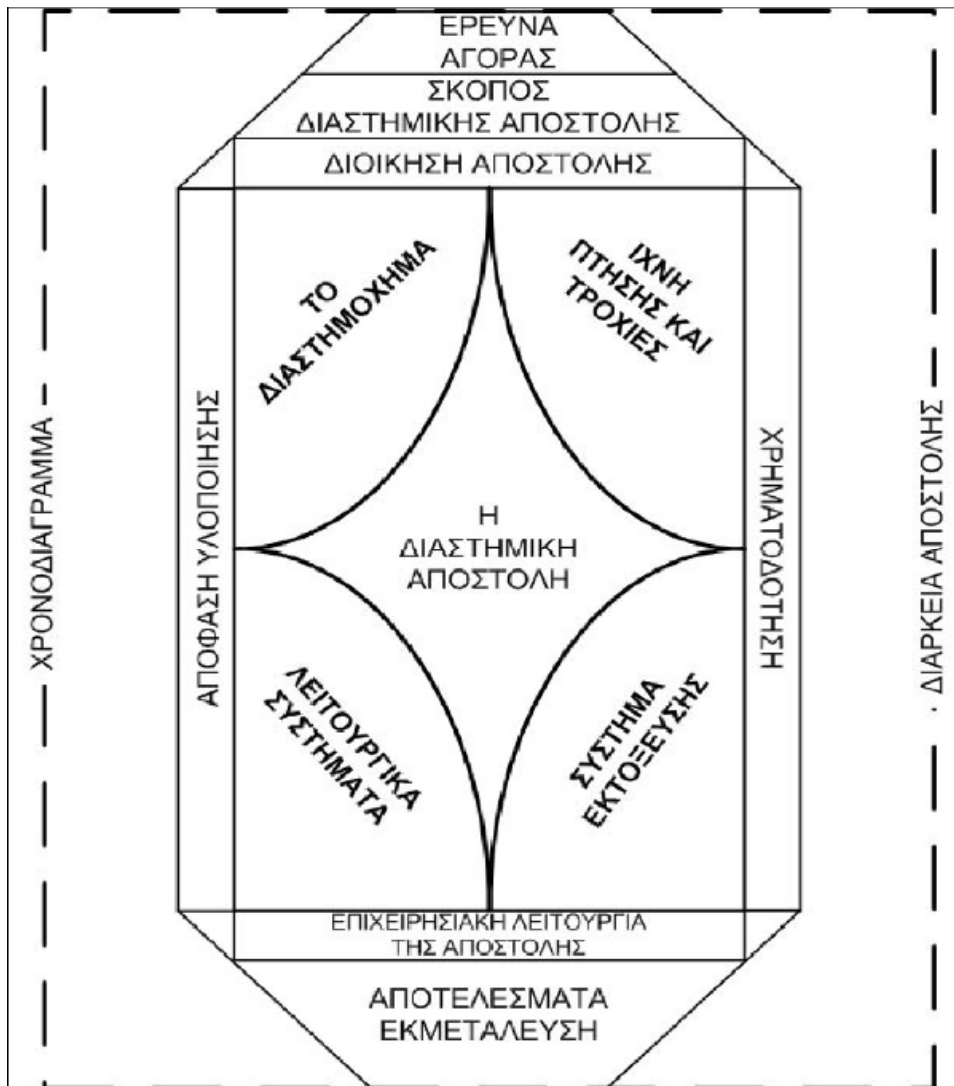 ΕΡΕΥΝΑ
ΑΓΟΡΑΣ
ΣΚΟΠΟΣ
ΔΙΑΣΤΗΜΙΚΗΣ ΑΠΟΣΤΟΛΗΣ
ΔΙΟΙΚΗΣΗ ΑΠΟΣΤΟΛΗΣ
ΤΟ
ΔΙΑΣΤΗΜΟΧΗΜΑ
ΙΧΝΗ
ΠΤΗΣΗΣ ΚΑΙ
ΤΡΟΧΙΕΣ
ΧΡΟΝΟΔΙΑΓΡΑΜΜΑ
ΑΠΟΦΑΣΗ ΥΛΟΠΟΙΗΣΗΣ
Η
ΔΙΑΣΤΗΜΙΚΗ
ΑΠΟΣΤΟΛΗ
ΧΡΗΜΑΤΟΔΟΤΗΣΗ
ΔΙΑΡΚΕΙΑ ΑΠΟΣΤΟΛΗΣ
ΛΕΙΤΟΥΡΓΙΚΑ
ΣΥΣΤΗΜΑΤΑ
ΣΥΣΤΗΜΑ
ΕΚΤΟΞΕΥΣΗΣ
ΕΠΙΧΕΙΡΗΣΙΑΚΗ ΛΕΙΤΟΥΡΓΙΑ
ΤΗΣ ΑΠΟΣΤΟΛΗΣ
ΑΠΟΤΕΛΕΣΜΑΤΑ
ΕΚΜΕΤΑΛΕΥΣΗ